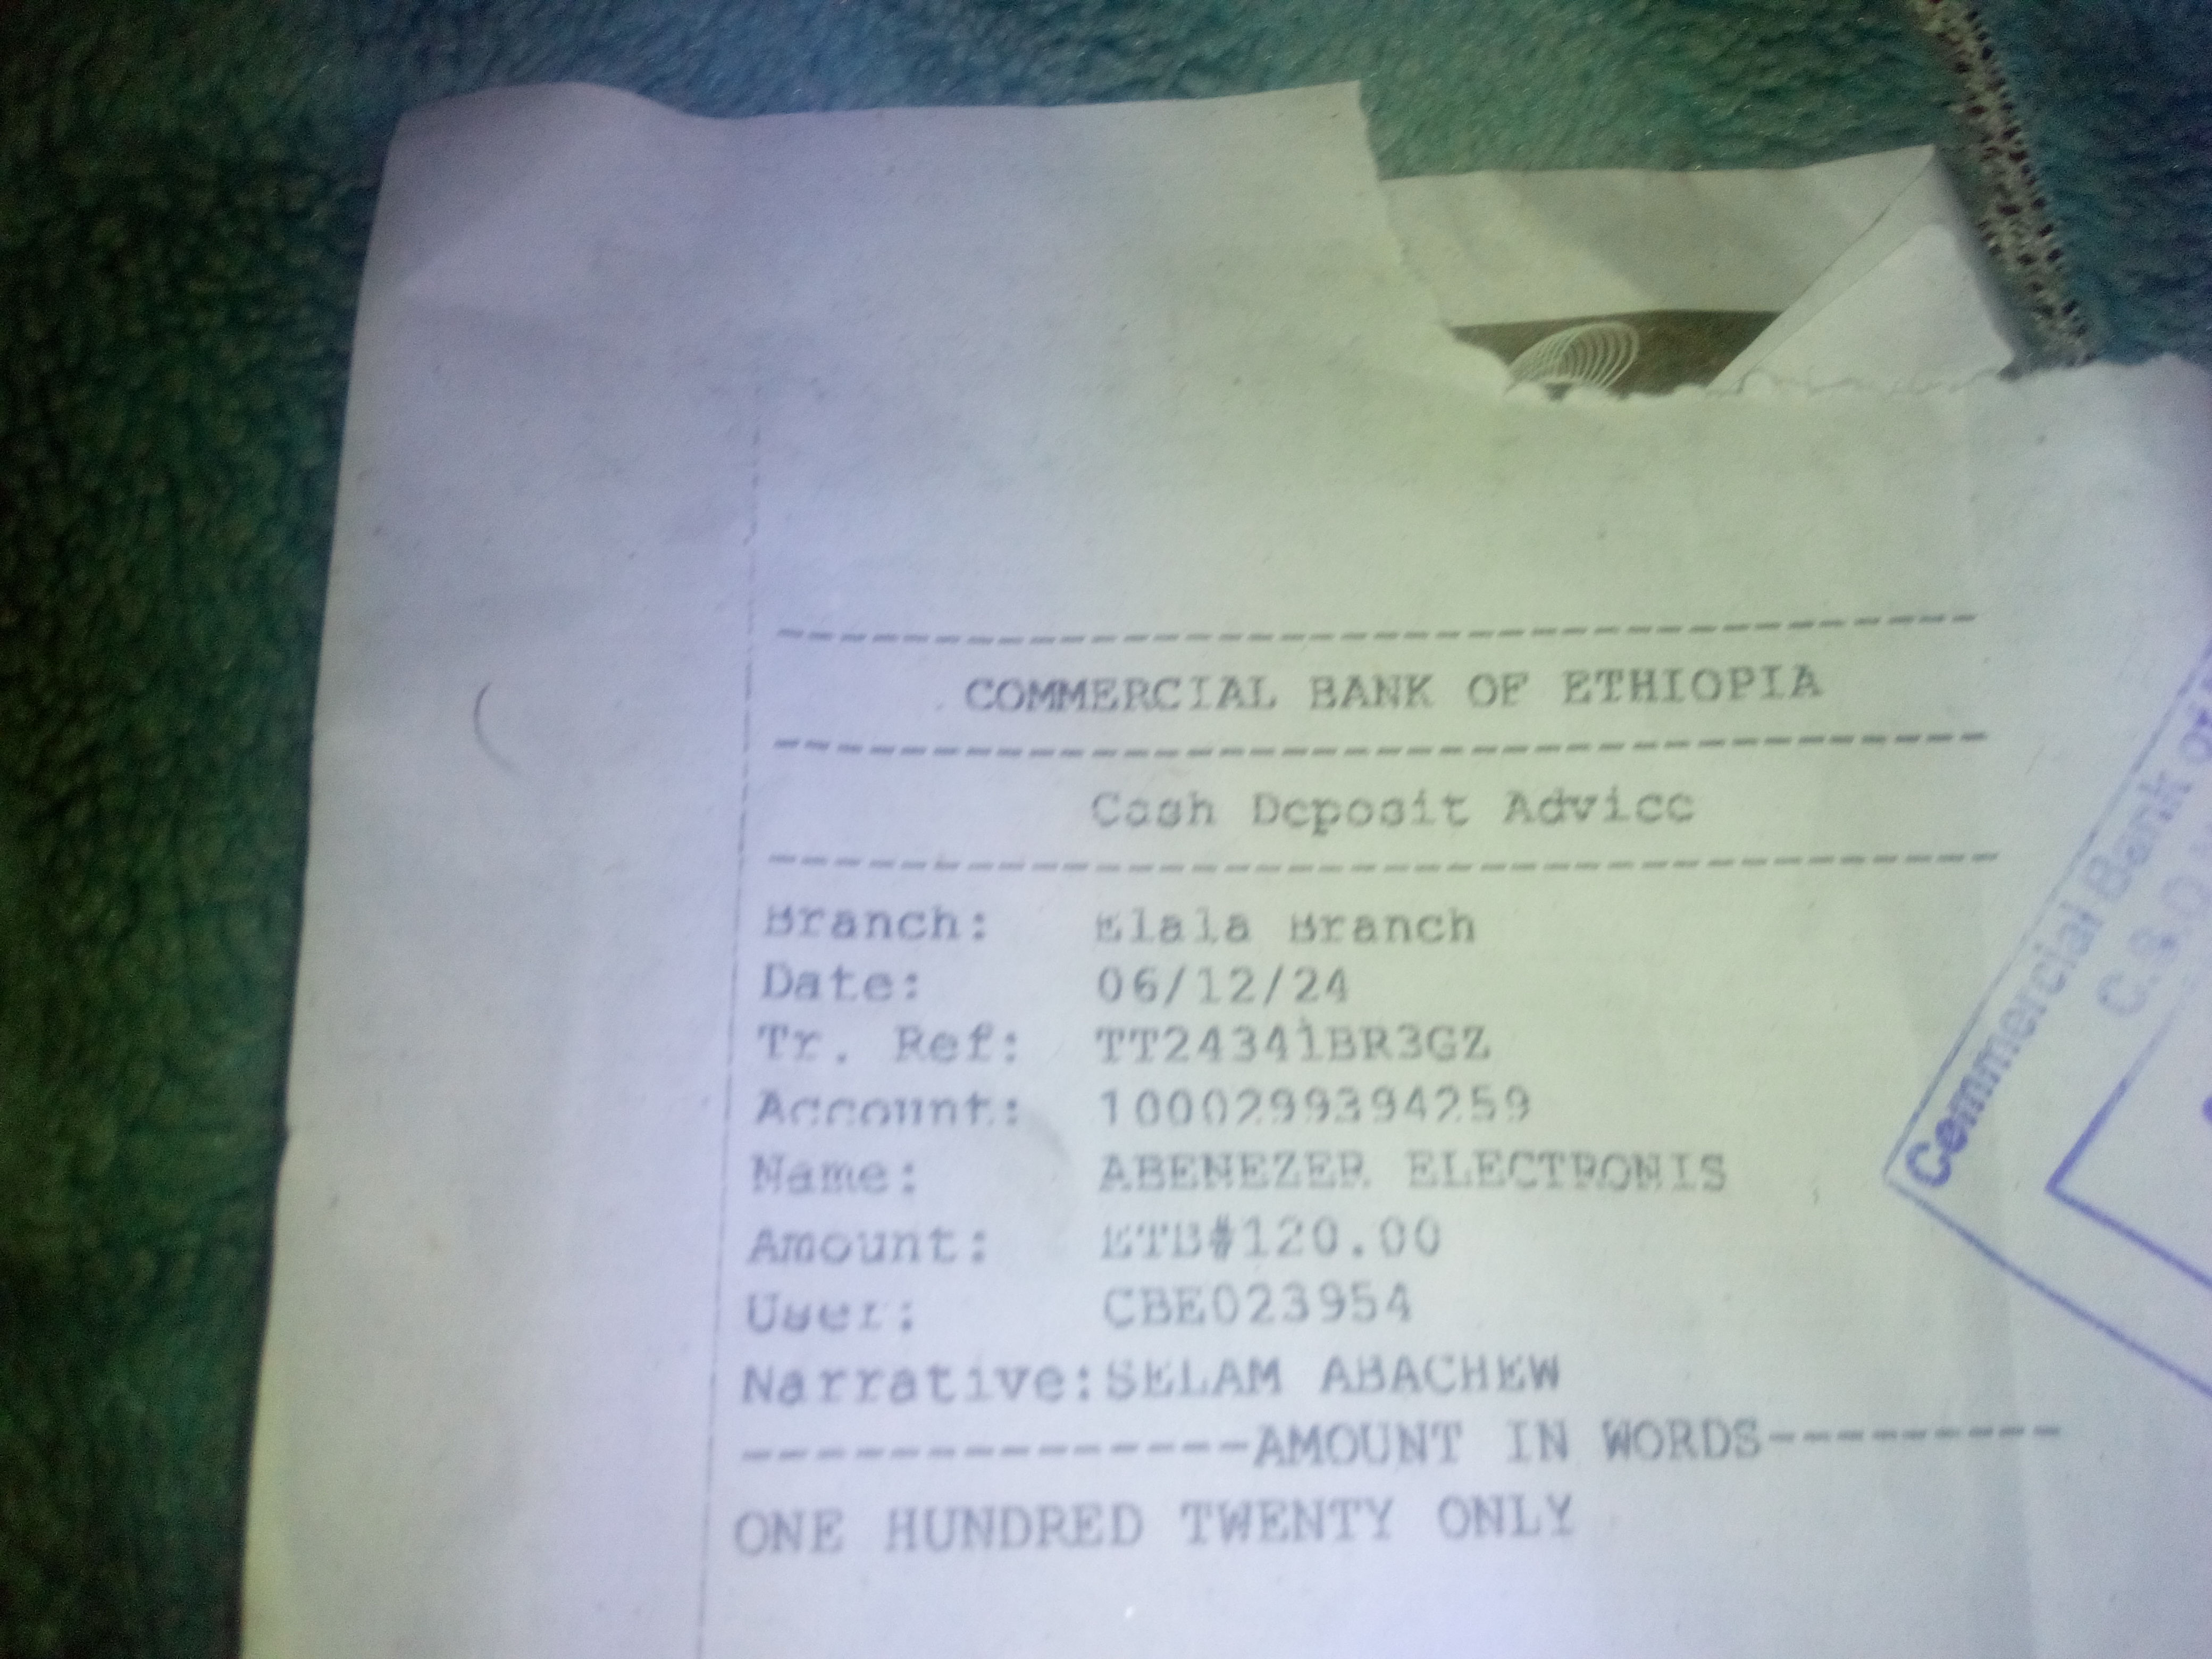 COMMERCIAL BANK OF ETHIOPIA
Cash Deposit Advice
Branch: Elala Branch
Date: 06/12/24
Tr. Ref: TT24341BR3GZ
Account: 1000299394259
Name: ABENEZER ELECTRONIS
Amount: ETB#120.00
User: CBE023954
Narrative:SELAM ABACHEW
--------------AMOUNT IN WORDS---------
ONE HUNDRED TWENTY ONLY
Commercial Bank of